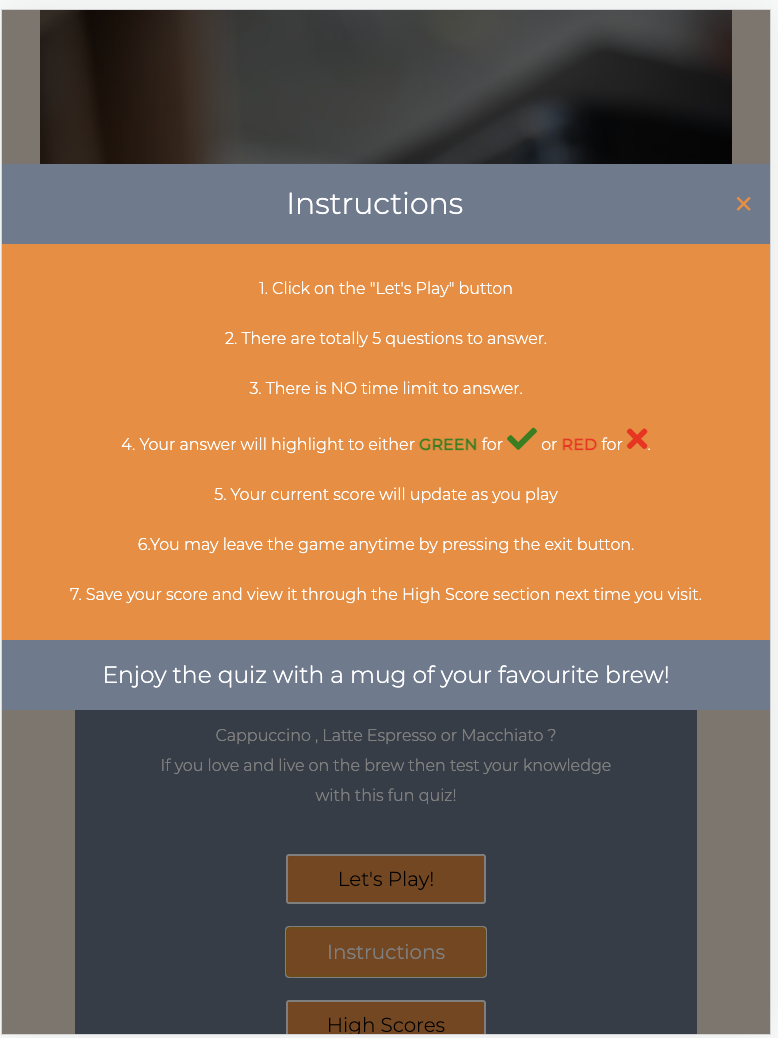 Instructions
1. Click on the "Let's Play" button
2. There are totally 5 questions to answer.
3. There is NO time limit to answer.
4. Your answer will highlight to either GREEN for ✔ or RED for ✖.
5. Your current score will update as you play
6.You may leave the game anytime by pressing the exit button.
7. Save your score and view it through the High Score section next time you visit.
Enjoy the quiz with a mug of your favourite brew!
Cappuccino , Latte Espresso or Macchiato ?
If you love and live on the brew then test your knowledge
with this fun quiz!
Let's Play!
Instructions
High Scores